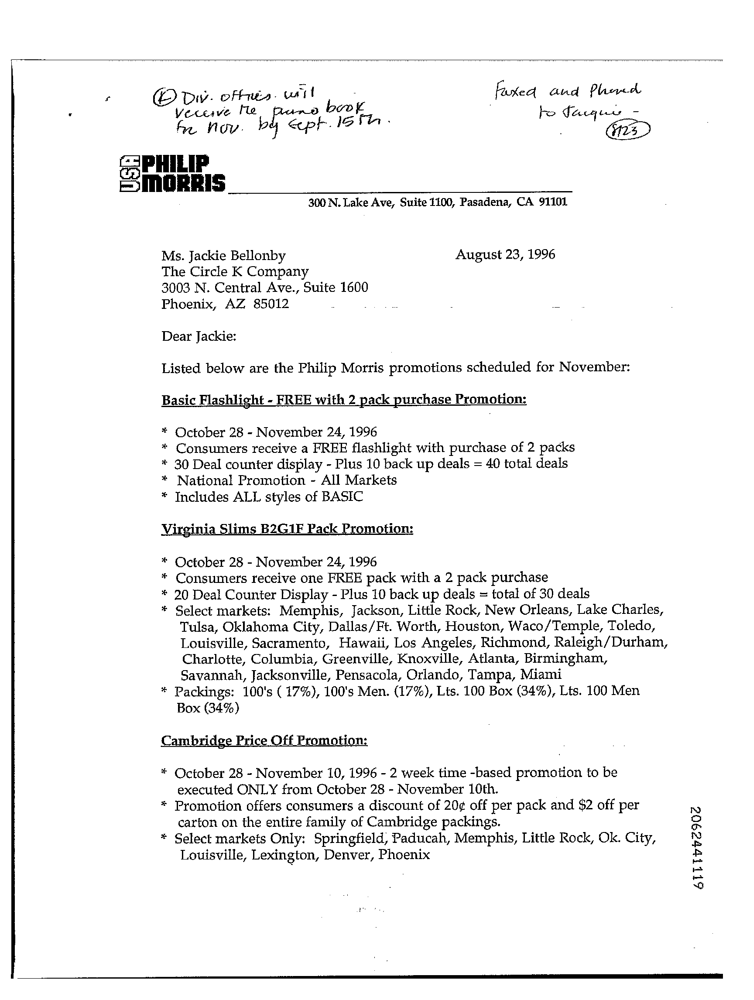 Ⓚ Div. offices will
receive the promo book
for Nov. by Sept. 15th.
Faxed and Phoned
to Jacquie -
8/23
USA PHILIP
MORRIS
300 N. Lake Ave, Suite 1100, Pasadena, CA 91101
Ms. Jackie Bellonby August 23, 1996
The Circle K Company
3003 N. Central Ave., Suite 1600
Phoenix, AZ 85012
Dear Jackie:
Listed below are the Philip Morris promotions scheduled for November:
Basic Flashlight - FREE with 2 pack purchase Promotion:
* October 28 - November 24, 1996
* Consumers receive a FREE flashlight with purchase of 2 packs
* 30 Deal counter display - Plus 10 back up deals = 40 total deals
* National Promotion - All Markets
* Includes ALL styles of BASIC
Virginia Slims B2G1F Pack Promotion:
* October 28 - November 24, 1996
* Consumers receive one FREE pack with a 2 pack purchase
* 20 Deal Counter Display - Plus 10 back up deals = total of 30 deals
* Select markets: Memphis, Jackson, Little Rock, New Orleans, Lake Charles,
Tulsa, Oklahoma City, Dallas/Ft. Worth, Houston, Waco/Temple, Toledo,
Louisville, Sacramento, Hawaii, Los Angeles, Richmond, Raleigh/Durham,
Charlotte, Columbia, Greenville, Knoxville, Atlanta, Birmingham,
Savannah, Jacksonville, Pensacola, Orlando, Tampa, Miami
* Packings: 100's ( 17%), 100's Men. (17%), Lts. 100 Box (34%), Lts. 100 Men
Box (34%)
Cambridge Price Off Promotion:
* October 28 - November 10, 1996 - 2 week time -based promotion to be
executed ONLY from October 28 - November 10th.
* Promotion offers consumers a discount of 20¢ off per pack and $2 off per
carton on the entire family of Cambridge packings.
* Select markets Only: Springfield, Paducah, Memphis, Little Rock, Ok. City,
Louisville, Lexington, Denver, Phoenix
2062441119